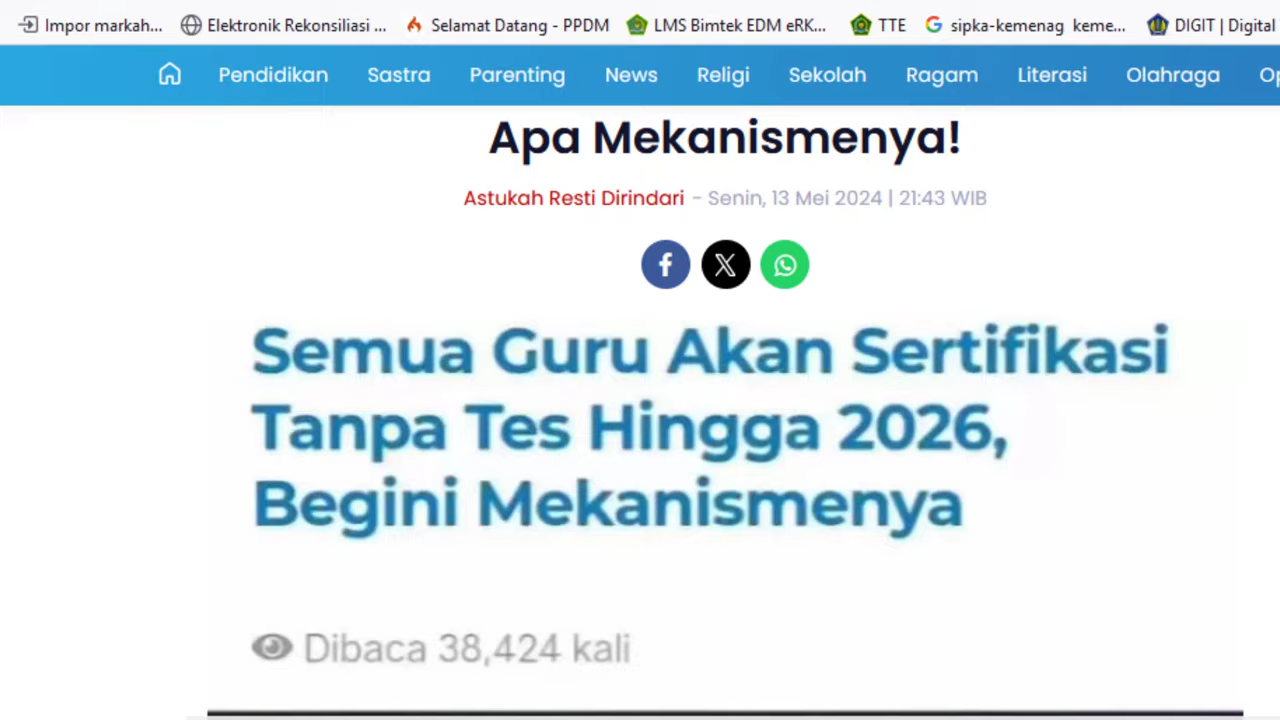 Impor markah... Elektronik Rekonsiliasi ... Selamat Datang - PPDM LMS Bimtek EDM eRK... TTE sipka-kemenag keme... DIGIT | Digital
Pendidikan Sastra Parenting News Religi Sekolah Ragam Literasi Olahraga
Apa Mekanismenya!
Astukah Resti Dirindari - Senin, 13 Mei 2024 | 21:43 WIB
Semua Guru Akan Sertifikasi
Tanpa Tes Hingga 2026,
Begini Mekanismenya
Dibaca 38,424 kali